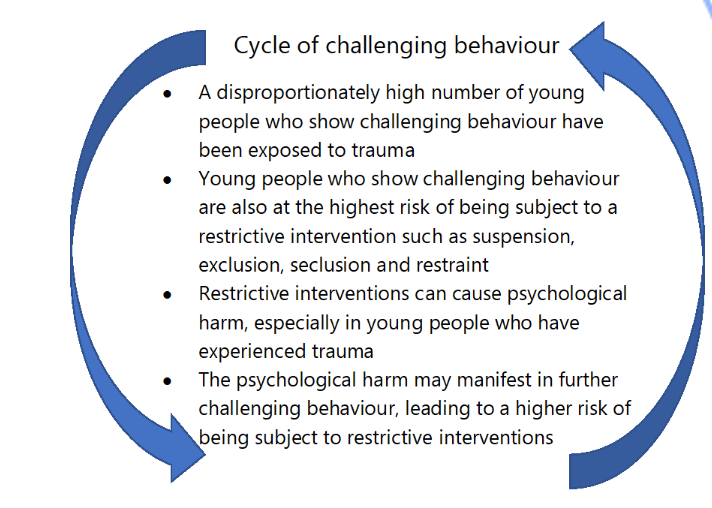 Cycle of challenging behaviour
• A disproportionately high number of young
people who show challenging behaviour have
been exposed to trauma
• Young people who show challenging behaviour
are also at the highest risk of being subject to a
restrictive intervention such as suspension,
exclusion, seclusion and restraint
• Restrictive interventions can cause psychological
harm, especially in young people who have
experienced trauma
• The psychological harm may manifest in further
challenging behaviour, leading to a higher risk of
being subject to restrictive interventions